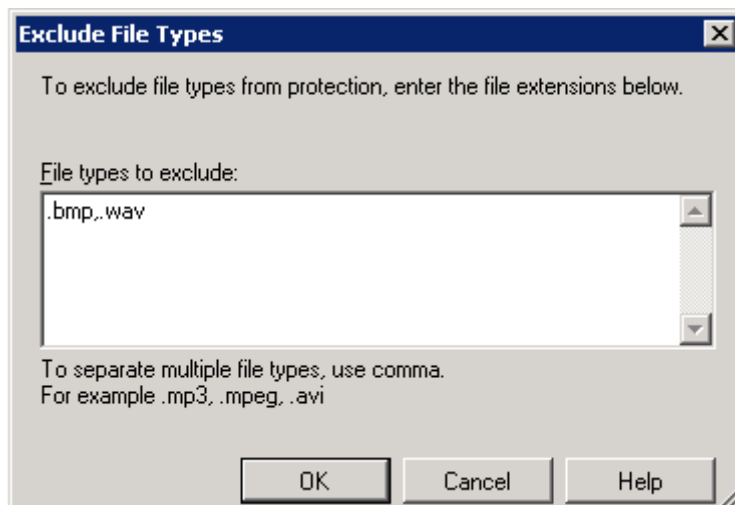 Exclude File Types
To exclude file types from protection, enter the file extensions below.
File types to exclude:
.bmp,.wav
To separate multiple file types, use comma.
For example .mp3, .mpeg, .avi
OK Cancel Help